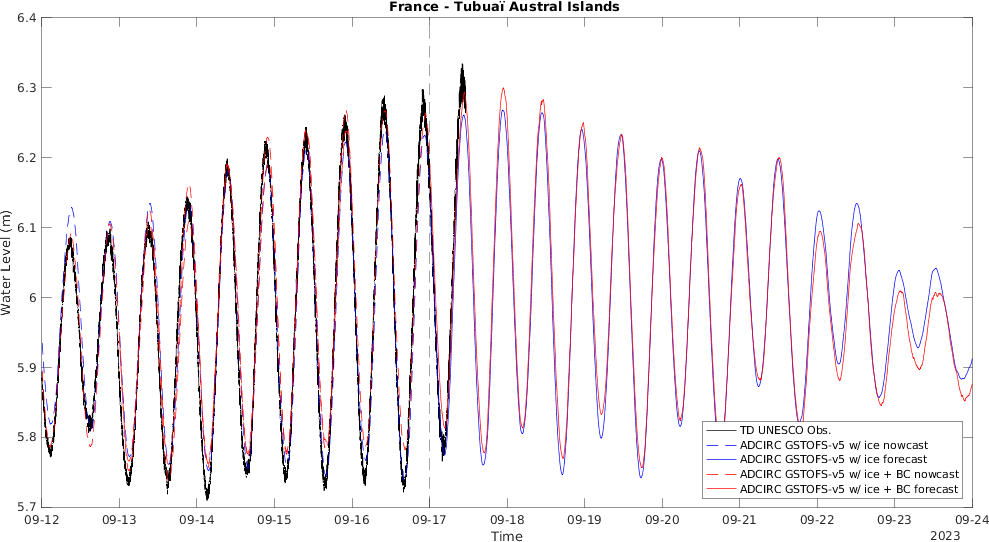 France - Tubuaï Austral Islands
6.4
6.3
6.2
6.1
6
5.9
5.8
5.7
Water Level (m)
09-12 09-13 09-14 09-15 09-16 09-17 09-18 09-19 09-20 09-21 09-22 09-23 09-24
Time
2023
TD UNESCO Obs.
ADCIRC GSTOFS-v5 w/ ice nowcast
ADCIRC GSTOFS-v5 w/ ice forecast
ADCIRC GSTOFS-v5 w/ ice + BC nowcast
ADCIRC GSTOFS-v5 w/ ice + BC forecast